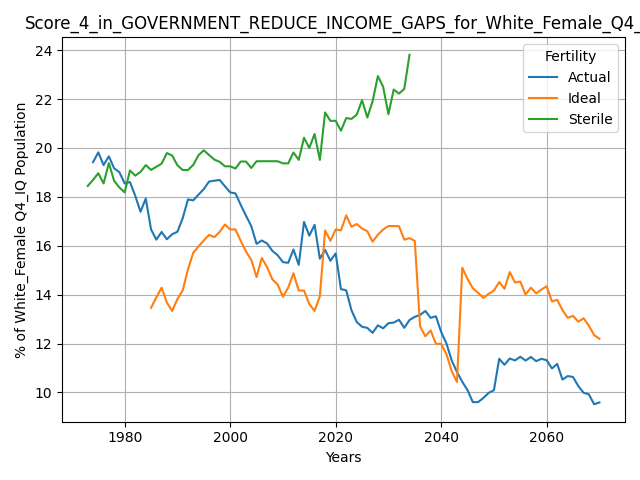 Score_4_in_GOVERNMENT_REDUCE_INCOME_GAPS_for_White_Female_Q4_
Fertility
Actual
Ideal
Sterile
% of White_Female Q4_IQ Population
24
22
20
18
16
14
12
10
1980 2000 2020 2040 2060
Years